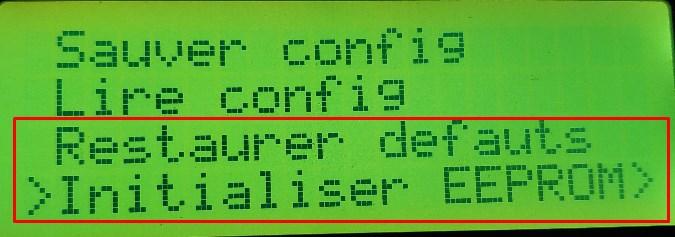 Sauver config
Lire config
Restaurer defauts
>Initialiser EEPROM>